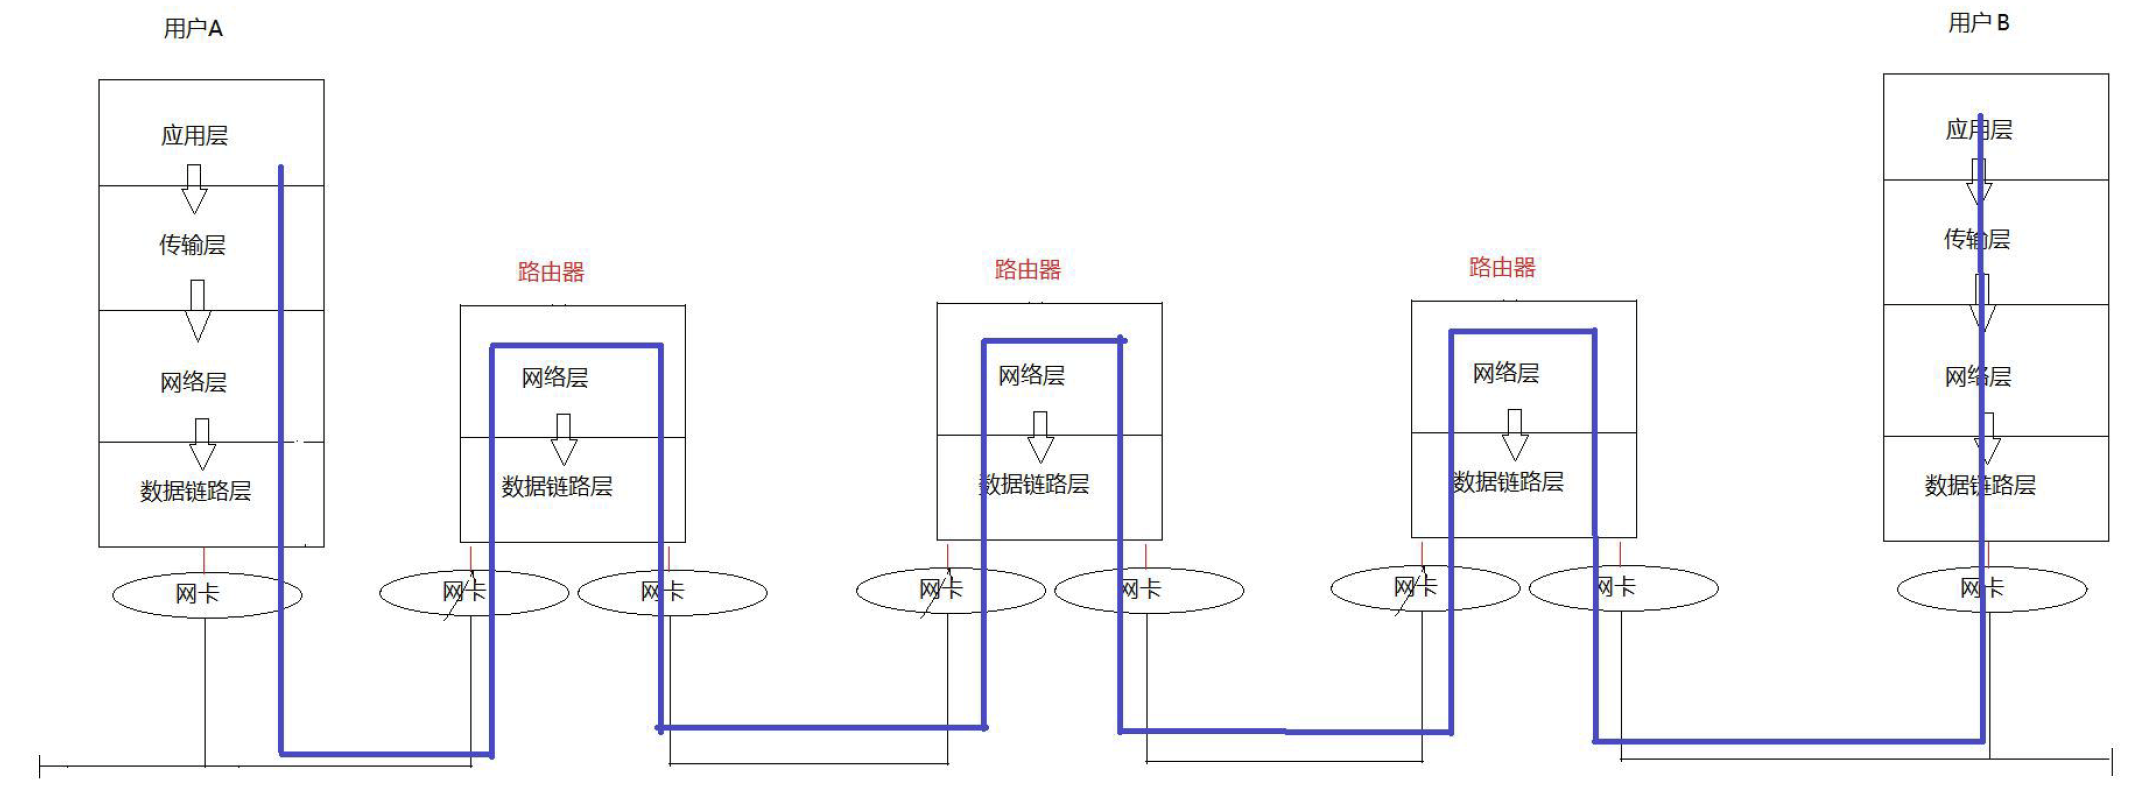 用户A
用户 B
应用层
传输层
网络层
数据链路层
网卡
路由器
网络层
数据链路层
网卡
网卡
路由器
网络层
数据链路层
网卡
网卡
路由器
网络层
数据链路层
网卡
网卡
应用层
传输层
网络层
数据链路层
网卡